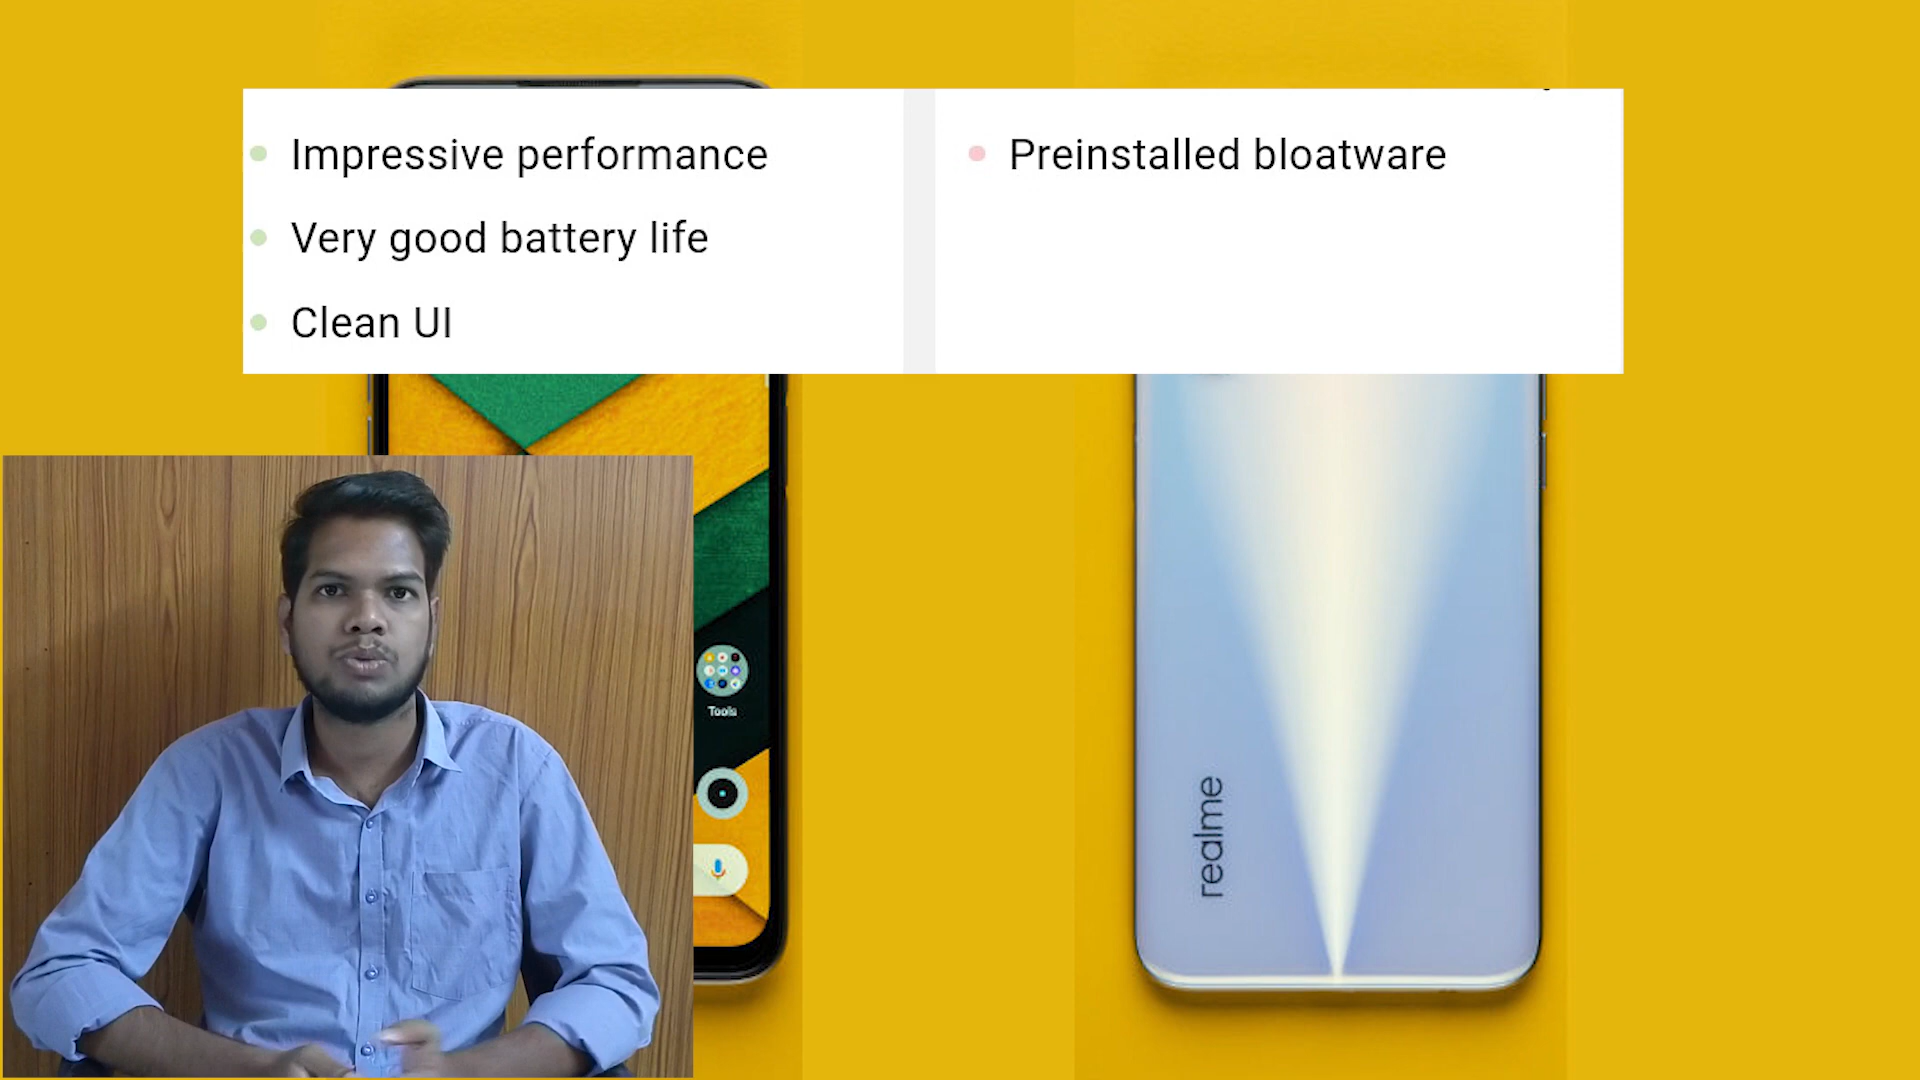 Impressive performance
Very good battery life
Clean UI
Preinstalled bloatware
Tools
realme